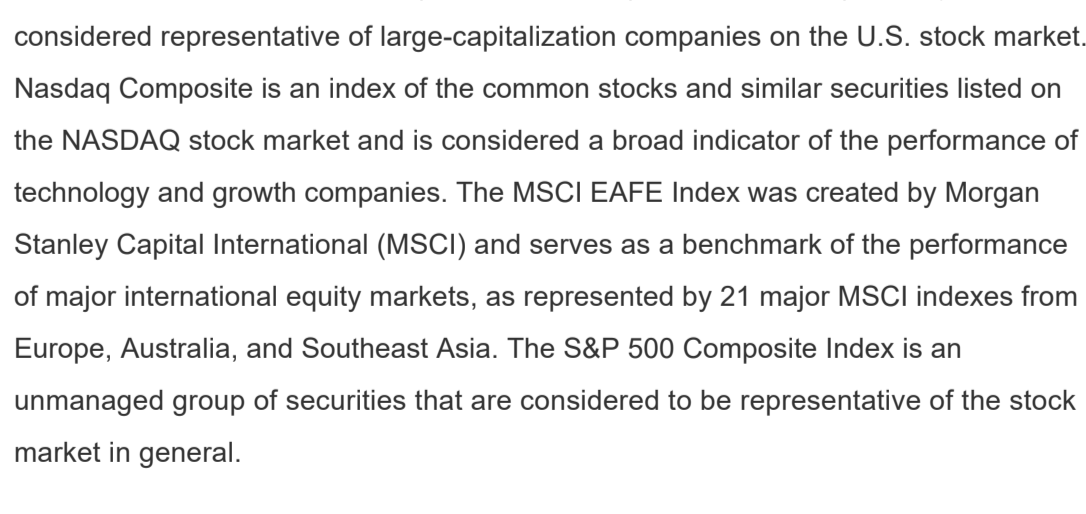 considered representative of large-capitalization companies on the U.S. stock market.
Nasdaq Composite is an index of the common stocks and similar securities listed on
the NASDAQ stock market and is considered a broad indicator of the performance of
technology and growth companies. The MSCI EAFE Index was created by Morgan
Stanley Capital International (MSCI) and serves as a benchmark of the performance
of major international equity markets, as represented by 21 major MSCI indexes from
Europe, Australia, and Southeast Asia. The S&P 500 Composite Index is an
unmanaged group of securities that are considered to be representative of the stock
market in general.